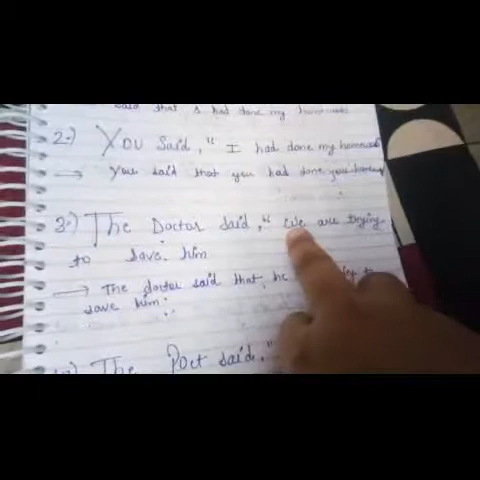 said that I had done my homework
2.) You said, " I had done my homework
→ You said that you had done your homework
3.) The Doctor said, " We are trying
to save him
→ The doctor said that, he to
save him.
The Poet said, "